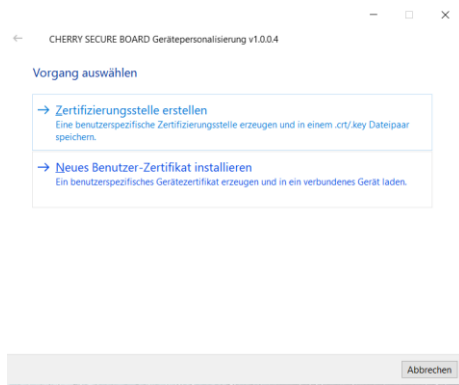 CHERRY SECURE BOARD Gerätepersonalisierung v1.0.0.4
Vorgang auswählen
Zertifizierungsstelle erstellen
Eine benutzerspezifische Zertifizierungsstelle erzeugen und in einem .crt/.key Dateipaar
speichern.
Neues Benutzer-Zertifikat installieren
Ein benutzerspezifisches Gerätezertifikat erzeugen und in ein verbundenes Gerät laden.
Abbrechen